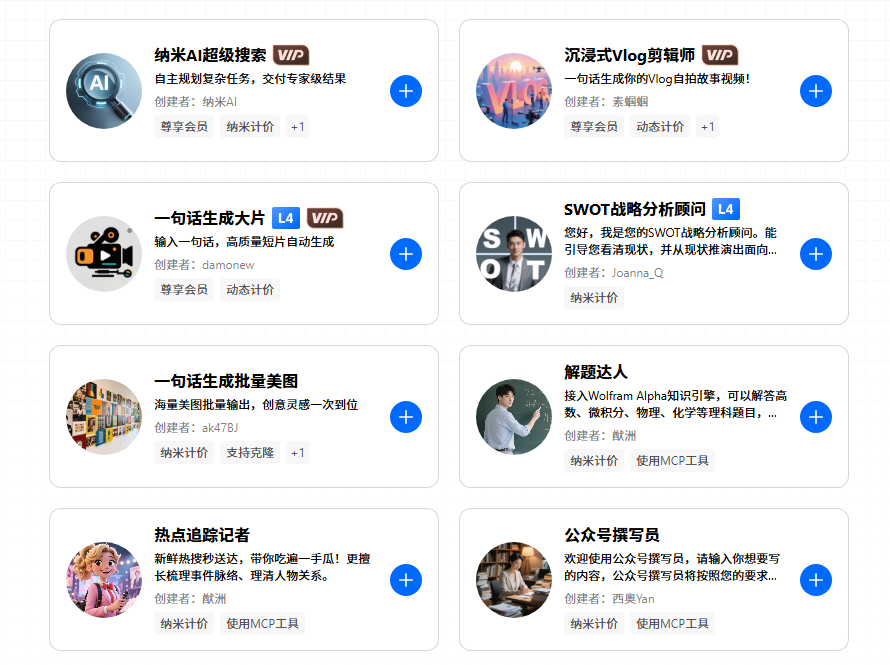 纳米AI超级搜索 VIP
自主规划复杂任务，交付专家级结果
创建者：纳米AI
尊享会员 纳米计价 +1
AI
沉浸式Vlog剪辑师 VIP
一句话生成你的Vlog自拍故事视频！
创建者：素蝈蝈
尊享会员 动态计价 +1
VLOG
一句话生成大片 L4 VIP
输入一句话，高质量短片自动生成
创建者：damonew
尊享会员 动态计价
SWOT战略分析顾问 L4
您好，我是您的SWOT战略分析顾问。能
引导您看清现状，并从现状推演出面向...
创建者：Joanna_Q
纳米计价
S W
O T
一句话生成批量美图
海量美图批量输出，创意灵感一次到位
创建者：ak47BJ
纳米计价 支持克隆 +1
解题达人
接入Wolfram Alpha知识引擎，可以解答高
数、微积分、物理、化学等理科题目，...
创建者：猷洲
纳米计价 使用MCP工具
热点追踪记者
新鲜热搜秒送达，带你吃遍一手瓜！更擅
长梳理事件脉络、理清人物关系。
创建者：猷洲
纳米计价 使用MCP工具
公众号撰写员
欢迎使用公众号撰写员，请输入你想要写
的内容，公众号撰写员将按照您的要求...
创建者：西奥Yan
纳米计价 使用MCP工具